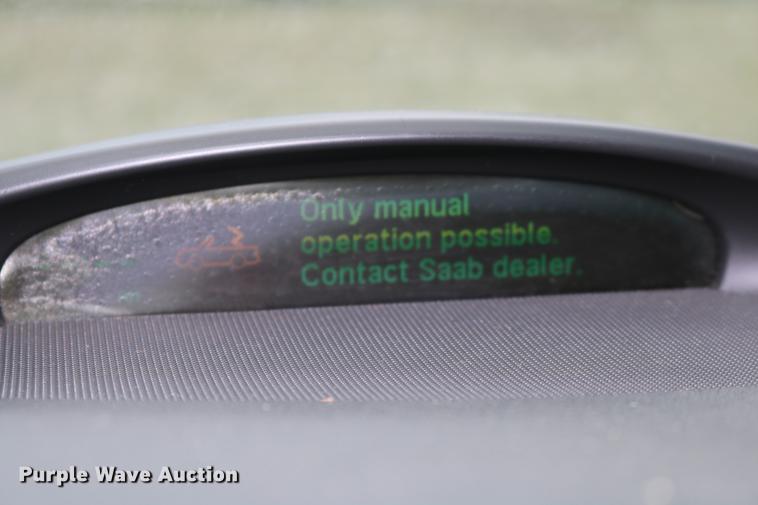 Only manual
operation possible.
Contact Saab dealer.
Purple Wave Auction